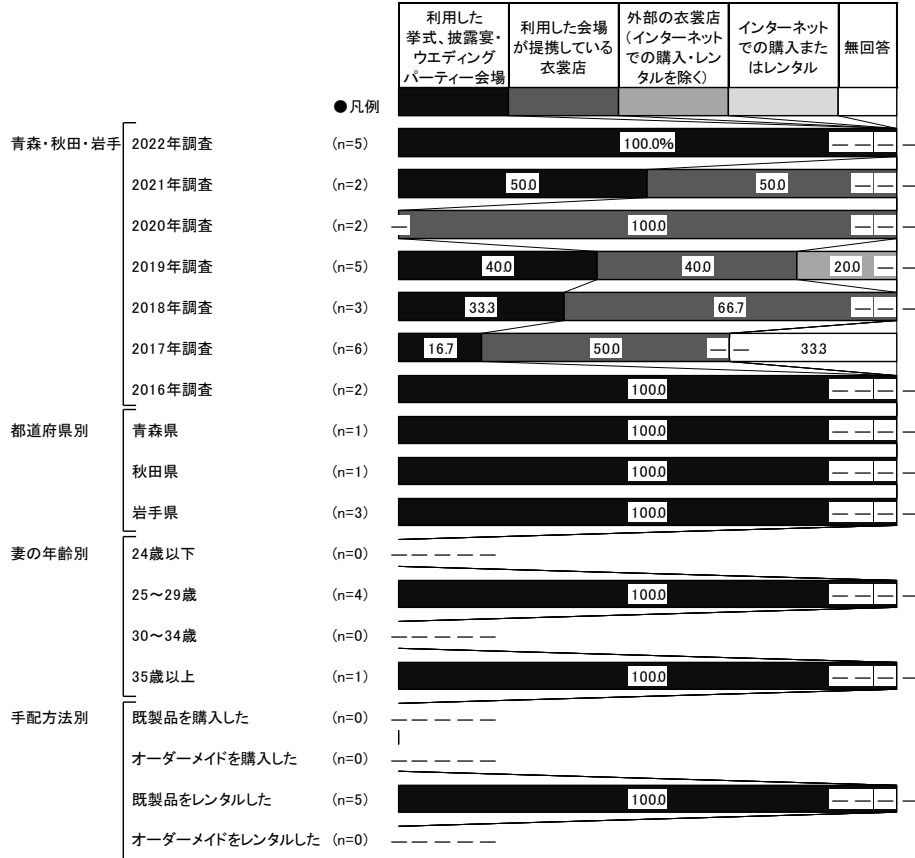 利用した
挙式、披露宴・
ウエディング
パーティー会場
利用した会場
が提携している
衣裳店
外部の衣裳店
(インターネット
での購入・レン
タルを除く)
インターネット
での購入また
はレンタル
無回答
●凡例
青森・秋田・岩手 2022年調査 (n=5) 100.0% — — — —
2021年調査 (n=2) 50.0 50.0 — — —
2020年調査 (n=2) — 100.0 — — —
2019年調査 (n=5) 40.0 40.0 20.0 — —
2018年調査 (n=3) 33.3 66.7 — — —
2017年調査 (n=6) 16.7 50.0 — — 33.3
2016年調査 (n=2) 100.0 — — — —
都道府県別 青森県 (n=1) 100.0 — — — —
秋田県 (n=1) 100.0 — — — —
岩手県 (n=3) 100.0 — — — —
妻の年齢別 24歳以下 (n=0) — — — — —
25～29歳 (n=4) 100.0 — — — —
30～34歳 (n=0) — — — — —
35歳以上 (n=1) 100.0 — — — —
手配方法別 既製品を購入した (n=0) — — — — —
オーダーメイドを購入した (n=0) — — — — —
既製品をレンタルした (n=5) 100.0 — — — —
オーダーメイドをレンタルした (n=0) — — — — —